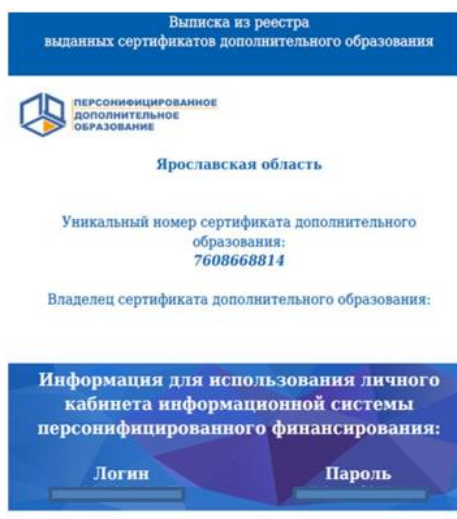 Выписка из реестра
выданных сертификатов дополнительного образования
ПЕРСОНИФИЦИРОВАННОЕ
ДОПОЛНИТЕЛЬНОЕ
ОБРАЗОВАНИЕ
Ярославская область
Уникальный номер сертификата дополнительного
образования:
7608668814
Владелец сертификата дополнительного образования:
Информация для использования личного
кабинета информационной системы
персонифицированного финансирования:
Логин Пароль